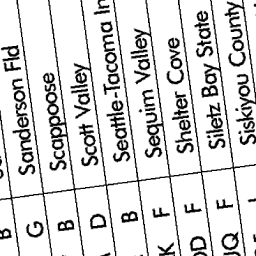 B
Sanderson Fld
G
Scappoose
B
Scott Valley
D
Seattle-Tacoma In
B
Sequim Valley
F
Shelter Cove
F
Siletz Bay State
F
Siskiyou County